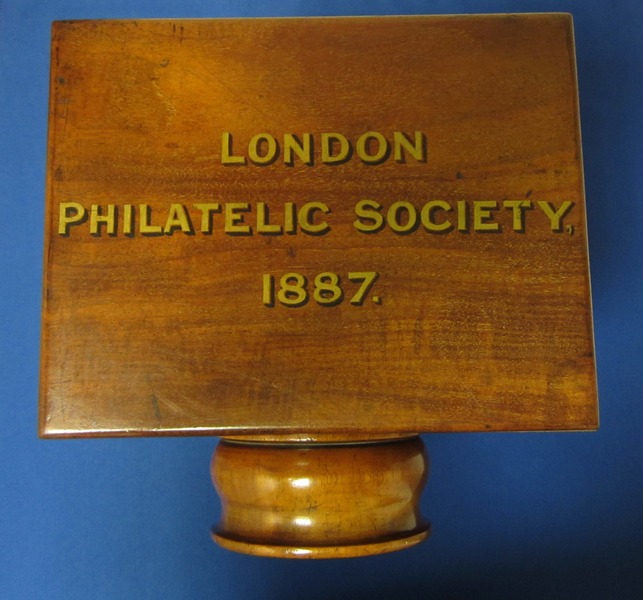 LONDON
PHILATELIC SOCIETY,
1887.